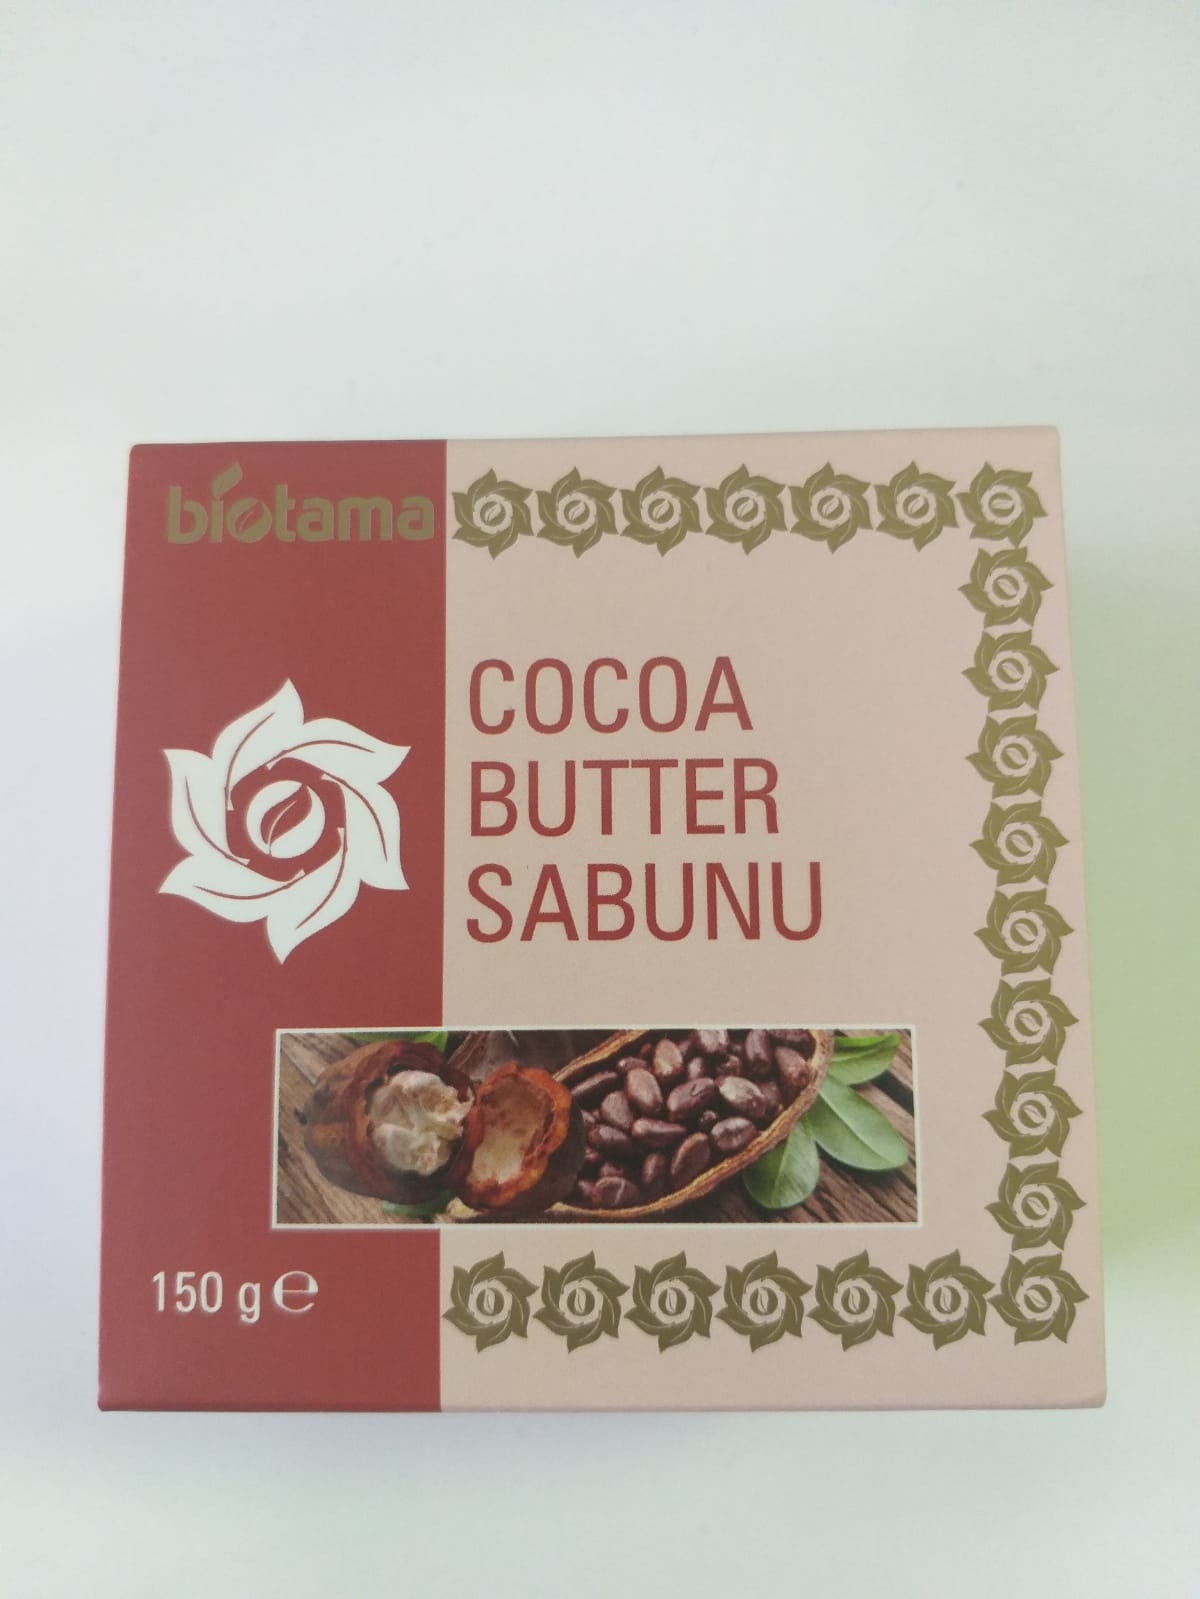 biotama
COCOA
BUTTER
SABUNU
150 g ℮